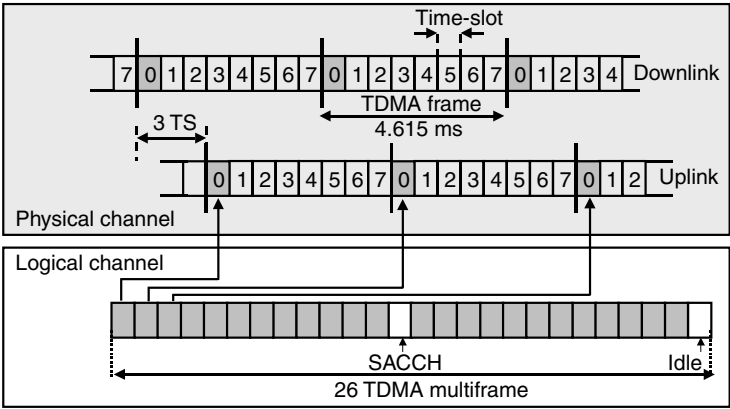 Time-slot
7 0 1 2 3 4 5 6 7 0 1 2 3 4 5 6 7 0 1 2 3 4 Downlink
TDMA frame
3 TS
4.615 ms
0 1 2 3 4 5 6 7 0 1 2 3 4 5 6 7 0 1 2 Uplink
Physical channel
Logical channel
SACCH Idle
26 TDMA multiframe